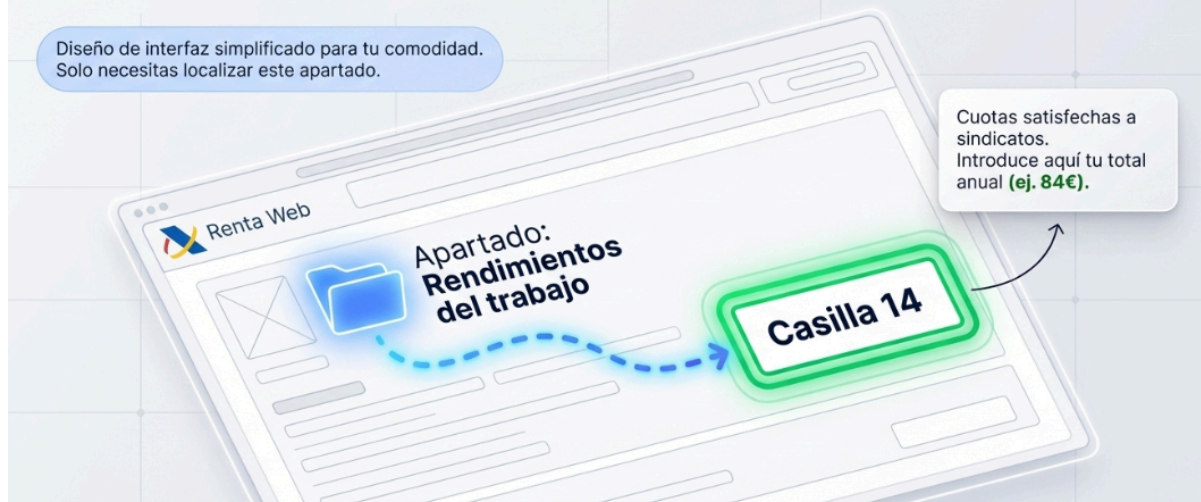 Diseño de interfaz simplificado para tu comodidad.
Solo necesitas localizar este apartado.
Cuotas satisfechas a
sindicatos.
Introduce aquí tu total
anual (ej. 84€).
Renta Web
Apartado:
Rendimientos
del trabajo
Casilla 14